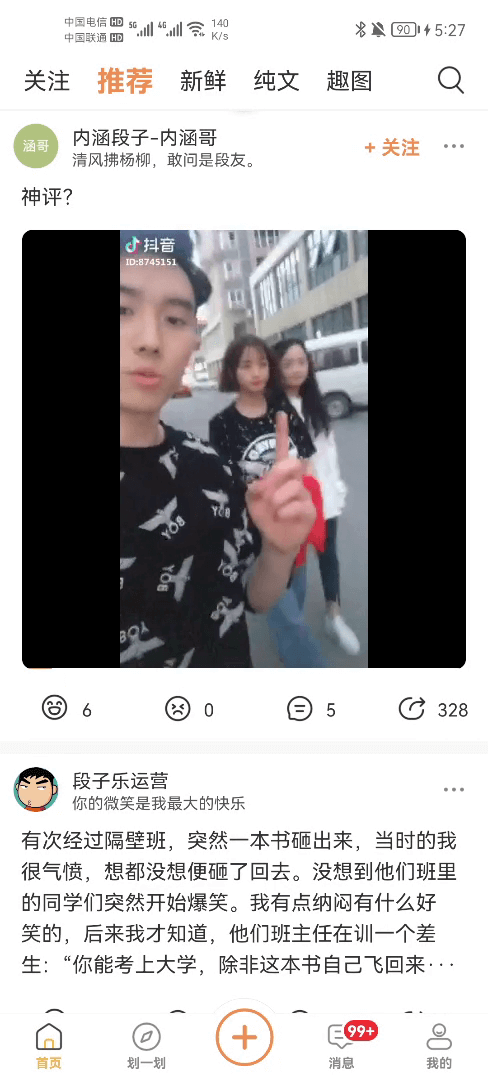 中国电信 HD 5G 4G 140 K/s 90 5:27
中国联通 HD
关注 推荐 新鲜 纯文 趣图
涵哥
内涵段子-内涵哥
清风拂杨柳，敢问是段友。
+ 关注
神评？
抖音
ID:8745151
BOY
BOY
BOY
BOY
6 0 5 328
段子乐运营
你的微笑是我最大的快乐
有次经过隔壁班，突然一本书砸出来，当时的我
很气愤，想都没想便砸了回去。没想到他们班里
的同学们突然开始爆笑。我有点纳闷有什么好
笑的，后来我才知道，他们班主任在训一个差
生：“你能考上大学，除非这本书自己飞回来···
99+
首页 划一划 消息 我的